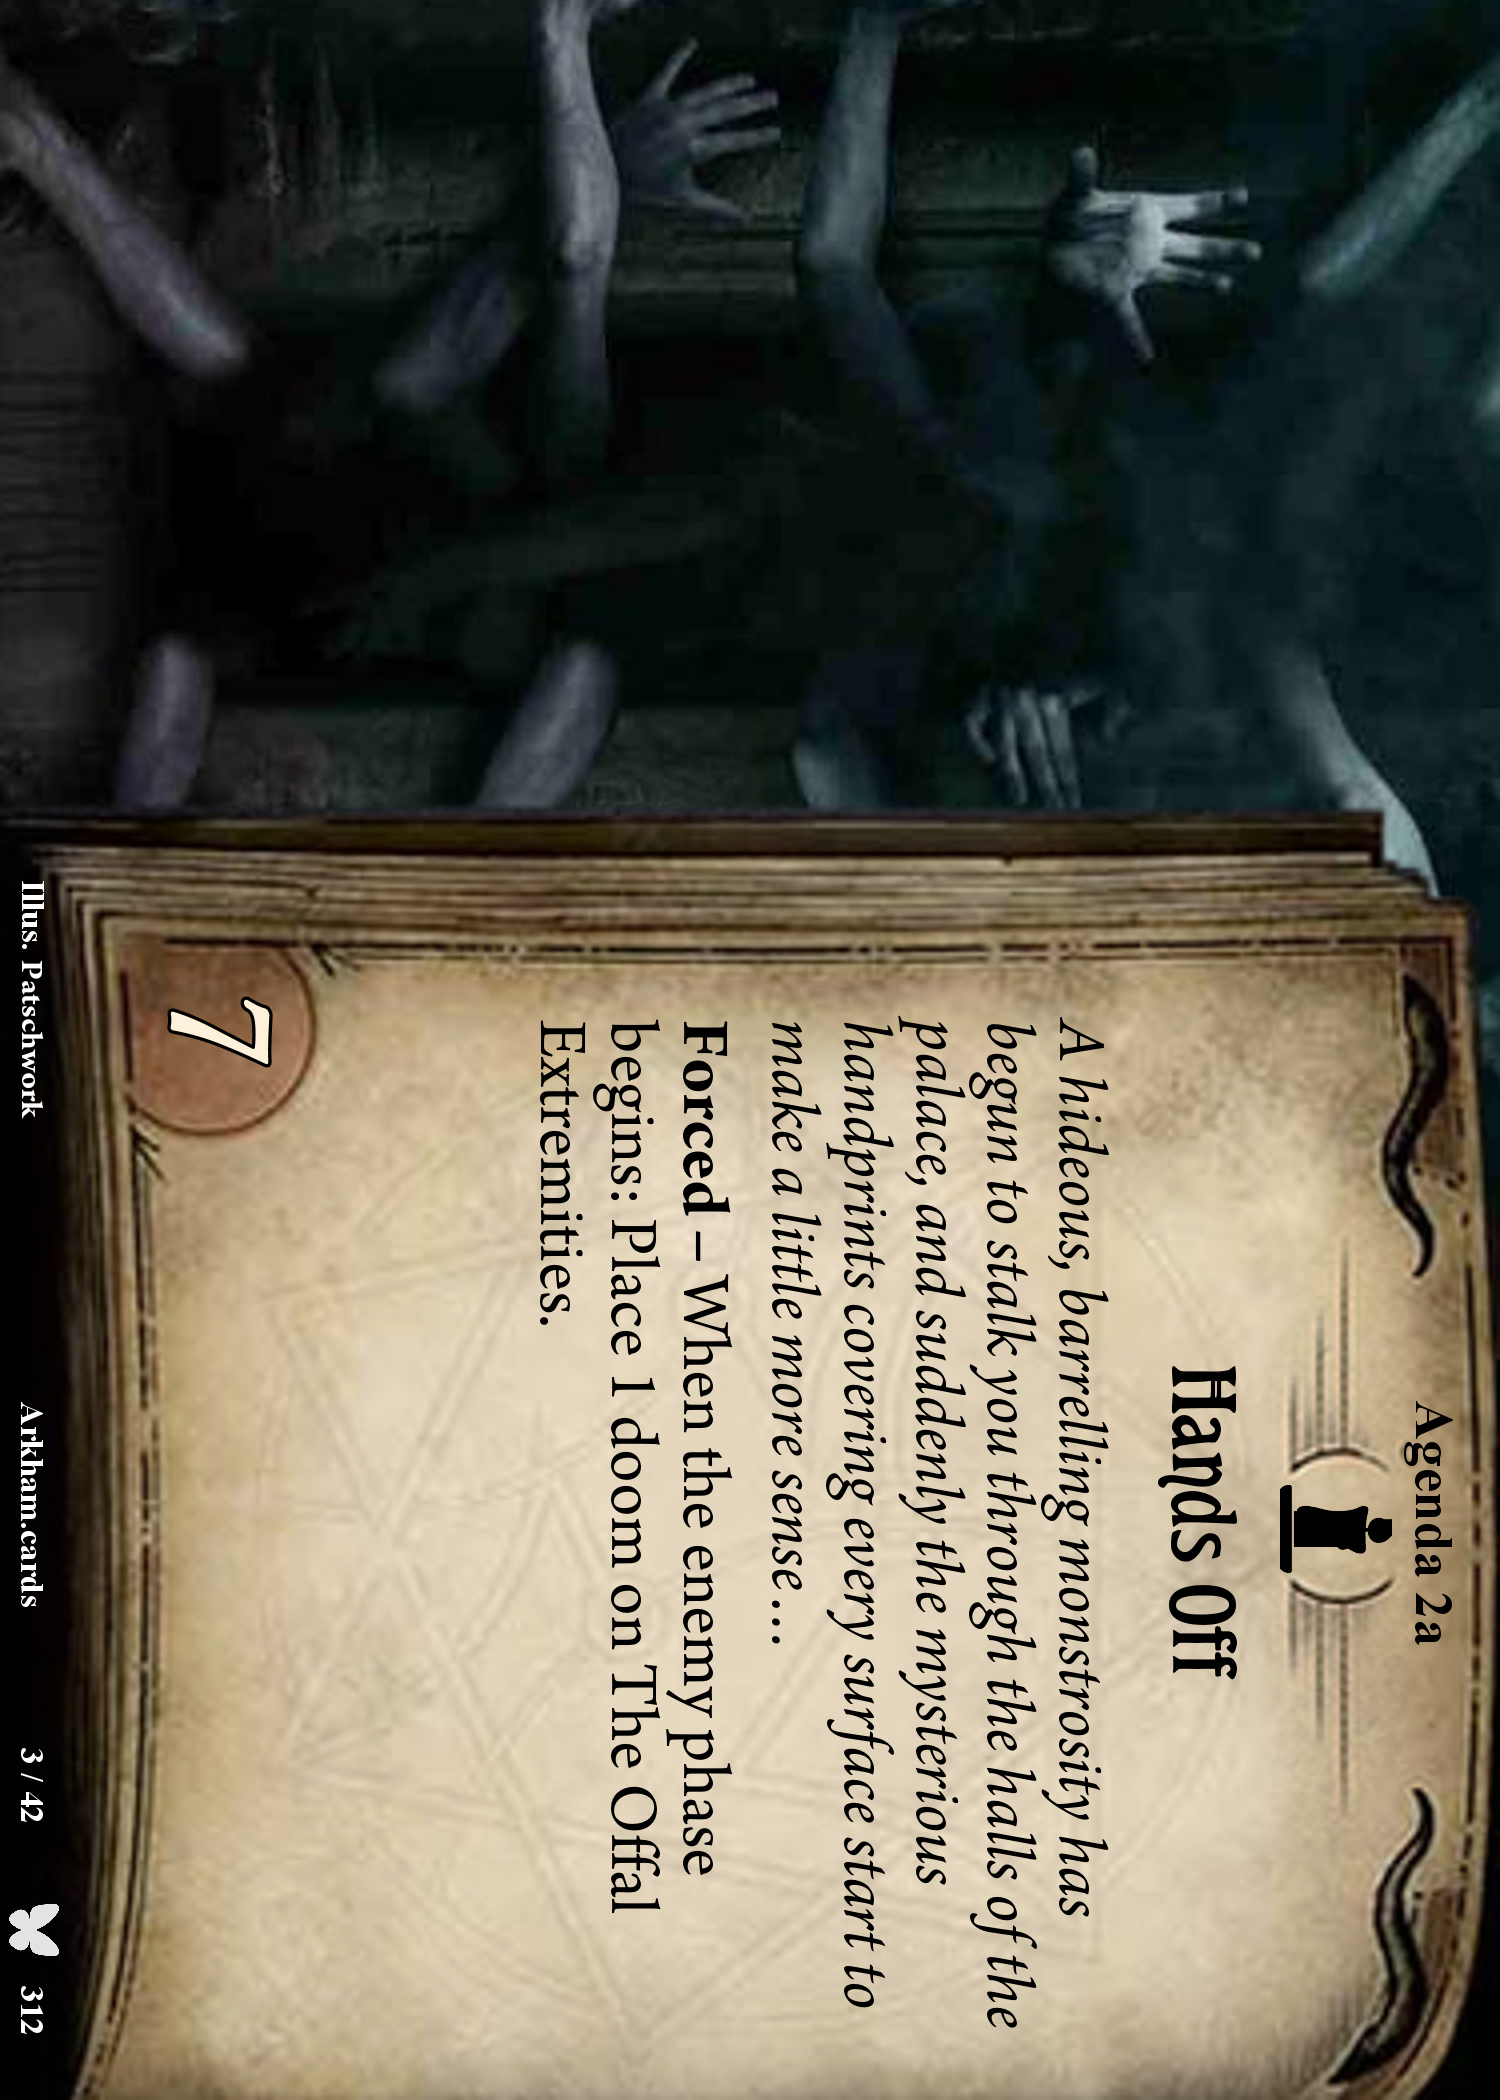 Agenda 2a
Hands Off
A hideous, barrelling monstrosity has
begun to stalk you through the halls of the
palace, and suddenly the mysterious
handprints covering every surface start to
make a little more sense…
Forced – When the enemy phase
begins: Place 1 doom on The Offal
Extremities.
7
Illus. Patschwork
Arkham.cards
3 / 42
312